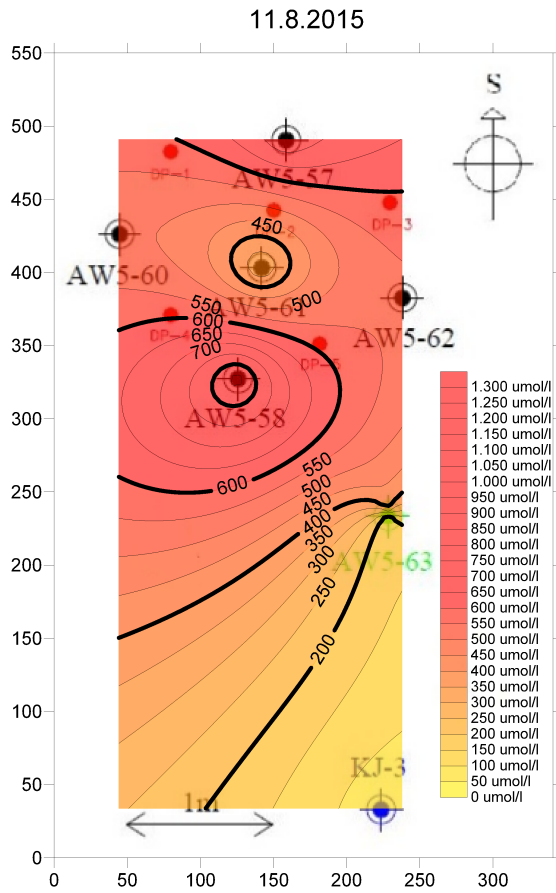 11.8.2015
550
500
450
400
350
300
250
200
150
100
50
0
0
50
100
150
200
250
300
S
AW5-57
DP-1
DP-3
450
-2
AW5-60
AW5-61
500
AW5-62
550
600
650
700
DP-4
DP-5
AW5-58
600
550
500
450
400
350
300
250
200
AW5-63
KJ-3
1m
1.300 umol/l
1.250 umol/l
1.200 umol/l
1.150 umol/l
1.100 umol/l
1.050 umol/l
1.000 umol/l
950 umol/l
900 umol/l
850 umol/l
800 umol/l
750 umol/l
700 umol/l
650 umol/l
600 umol/l
550 umol/l
500 umol/l
450 umol/l
400 umol/l
350 umol/l
300 umol/l
250 umol/l
200 umol/l
150 umol/l
100 umol/l
50 umol/l
0 umol/l